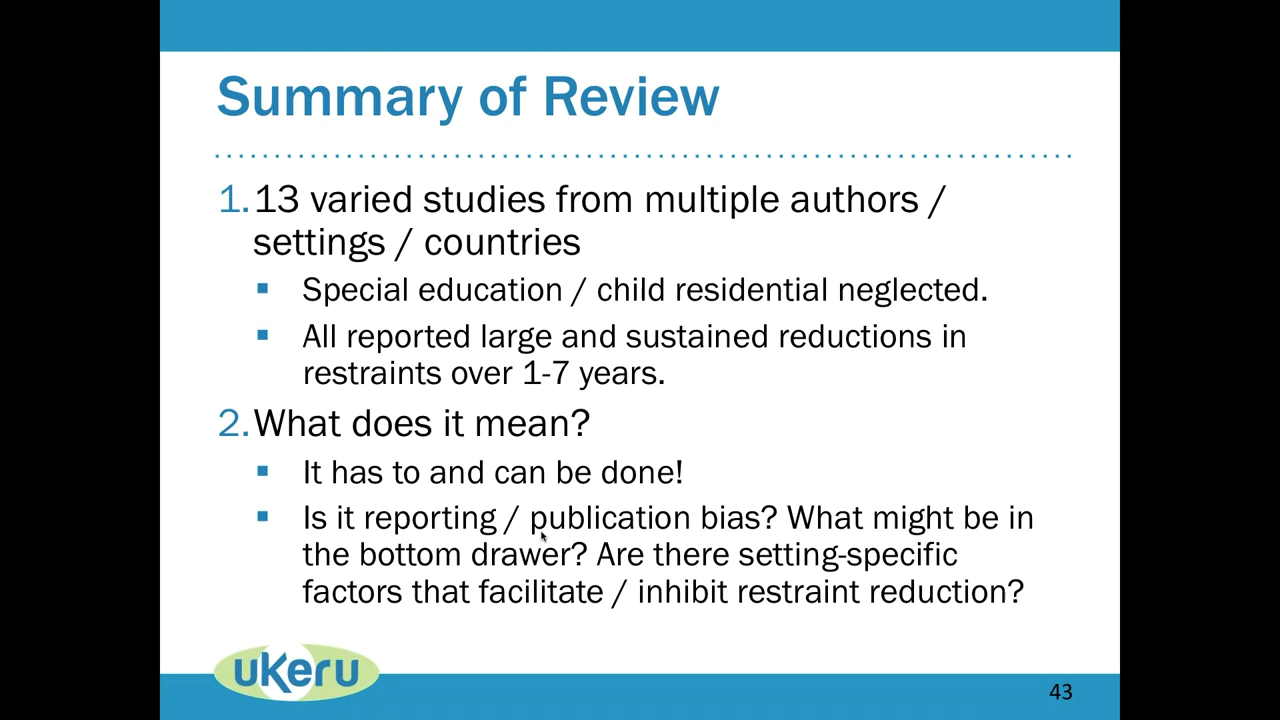 Summary of Review
1. 13 varied studies from multiple authors /
settings / countries
▪ Special education / child residential neglected.
▪ All reported large and sustained reductions in
restraints over 1-7 years.
2. What does it mean?
▪ It has to and can be done!
▪ Is it reporting / publication bias? What might be in
the bottom drawer? Are there setting-specific
factors that facilitate / inhibit restraint reduction?
ukeru
43